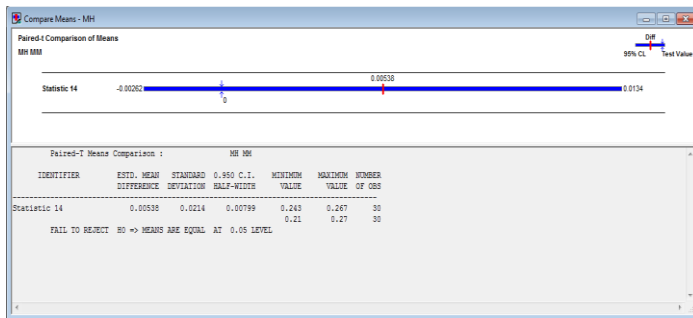 Compare Means - MH
Paired-t Comparison of Means
MH MM
Diff
95% CL Test Value
0.00538
Statistic 14 -0.00262 0.0134
0
Paired-T Means Comparison : MH MM
IDENTIFIER ESTD. MEAN STANDARD 0.950 C.I. MINIMUM MAXIMUM NUMBER
DIFFERENCE DEVIATION HALF-WIDTH VALUE VALUE OF OBS
Statistic 14 0.00538 0.0214 0.00799 0.243 0.267 30
0.21 0.27 30
FAIL TO REJECT H0 => MEANS ARE EQUAL AT 0.05 LEVEL